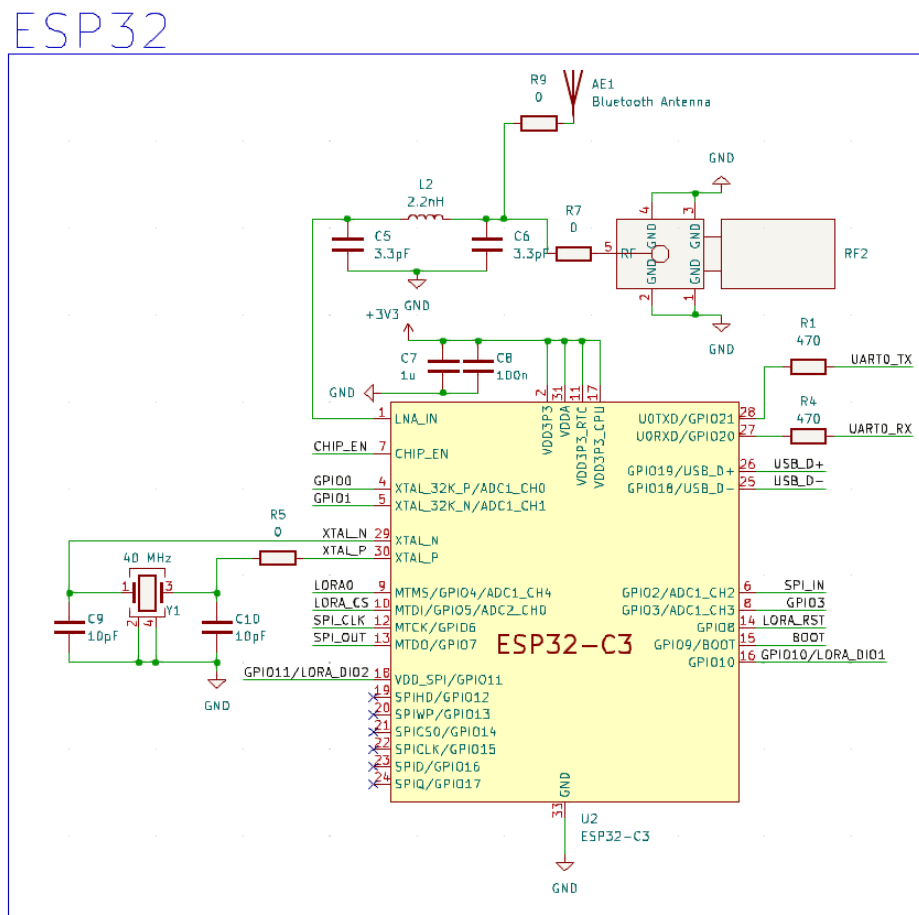 ESP32
R9
0
AE1
Bluetooth Antenna
GND
L2
2.2nH
R7
0
4
3
GND
GND
C5
3.3pF
C6
3.3pF
5
RF
RF2
GND
GND
2
1
GND
+3V3
GND
R1
470
UART0_TX
C7
1u
C8
100n
GND
2
31
11
17
VDD3P3
VDDA
VDD3P3_RTC
VDD3P3_CPU
R4
470
UART0_RX
1
LNA_IN
U0TXD/GPIO21
28
U0RXD/GPIO20
27
CHIP_EN
7
CHIP_EN
GPIO19/USB_D+
26
USB_D+
GPIO18/USB_D-
25
USB_D-
GPIO0
4
XTAL_32K_P/ADC1_CH0
GPIO1
5
XTAL_32K_N/ADC1_CH1
R5
0
XTAL_N
29
XTAL_N
XTAL_P
30
XTAL_P
40 MHz
1
3
Y1
2
4
C9
10pF
C10
10pF
GND
LORA0
9
MTMS/GPIO4/ADC1_CH4
LORA_CS
10
MTDI/GPIO5/ADC2_CH0
SPI_CLK
12
MTCK/GPIO6
SPI_OUT
13
MTDO/GPIO7
GPIO2/ADC1_CH2
6
SPI_IN
GPIO3/ADC1_CH3
8
GPIO3
GPIO8
14
LORA_RST
GPIO9/BOOT
15
BOOT
GPIO10
16
GPIO10/LORA_DIO1
ESP32-C3
GPIO11/LORA_DIO2
18
VDD_SPI/GPIO11
19
SPIHD/GPIO12
20
SPIWP/GPIO13
21
SPICS0/GPIO14
22
SPICLK/GPIO15
23
SPID/GPIO16
24
SPIQ/GPIO17
GND
33
U2
ESP32-C3
GND